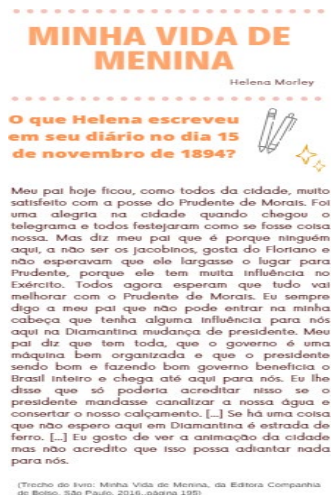 MINHA VIDA DE
MENINA
Helena Morley
O que Helena escreveu
em seu diário no dia 15
de novembro de 1894?
Meu pai hoje ficou, como todos da cidade, muito
satisfeito com a posse do Prudente de Morais. Foi
uma alegria na cidade quando chegou o
telegrama e todos festejaram como se fosse coisa
nossa. Mas diz meu pai que é porque ninguém
aqui, a não ser os jacobinos, gosta do Floriano e
não esperavam que ele largasse o lugar para
Prudente, porque ele tem muita influência no
Exército. Todos agora esperam que tudo vai
melhorar com o Prudente de Morais. Eu sempre
digo a meu pai que não pode entrar na minha
cabeça que tenha alguma influência para nós
aqui na Diamantina mudança de presidente. Meu
pai diz que tem toda, que o governo é uma
máquina bem organizada e que o presidente
sendo bom e fazendo bom governo beneficia o
Brasil inteiro e chega até aqui para nós. Eu lhe
disse que só poderia acreditar nisso se o
presidente mandasse canalizar a nossa água e
consertar o nosso calçamento. [...] Se há uma coisa
que não espero aqui em Diamantina é estrada de
ferro. [...] Eu gosto de ver a animação da cidade
mas não acredito que isso possa adiantar nada
para nós.
(Trocho do livro: Minha Vida de Menina, da Editora Companhia
de Bolso, São Paulo, 2016, página 195)